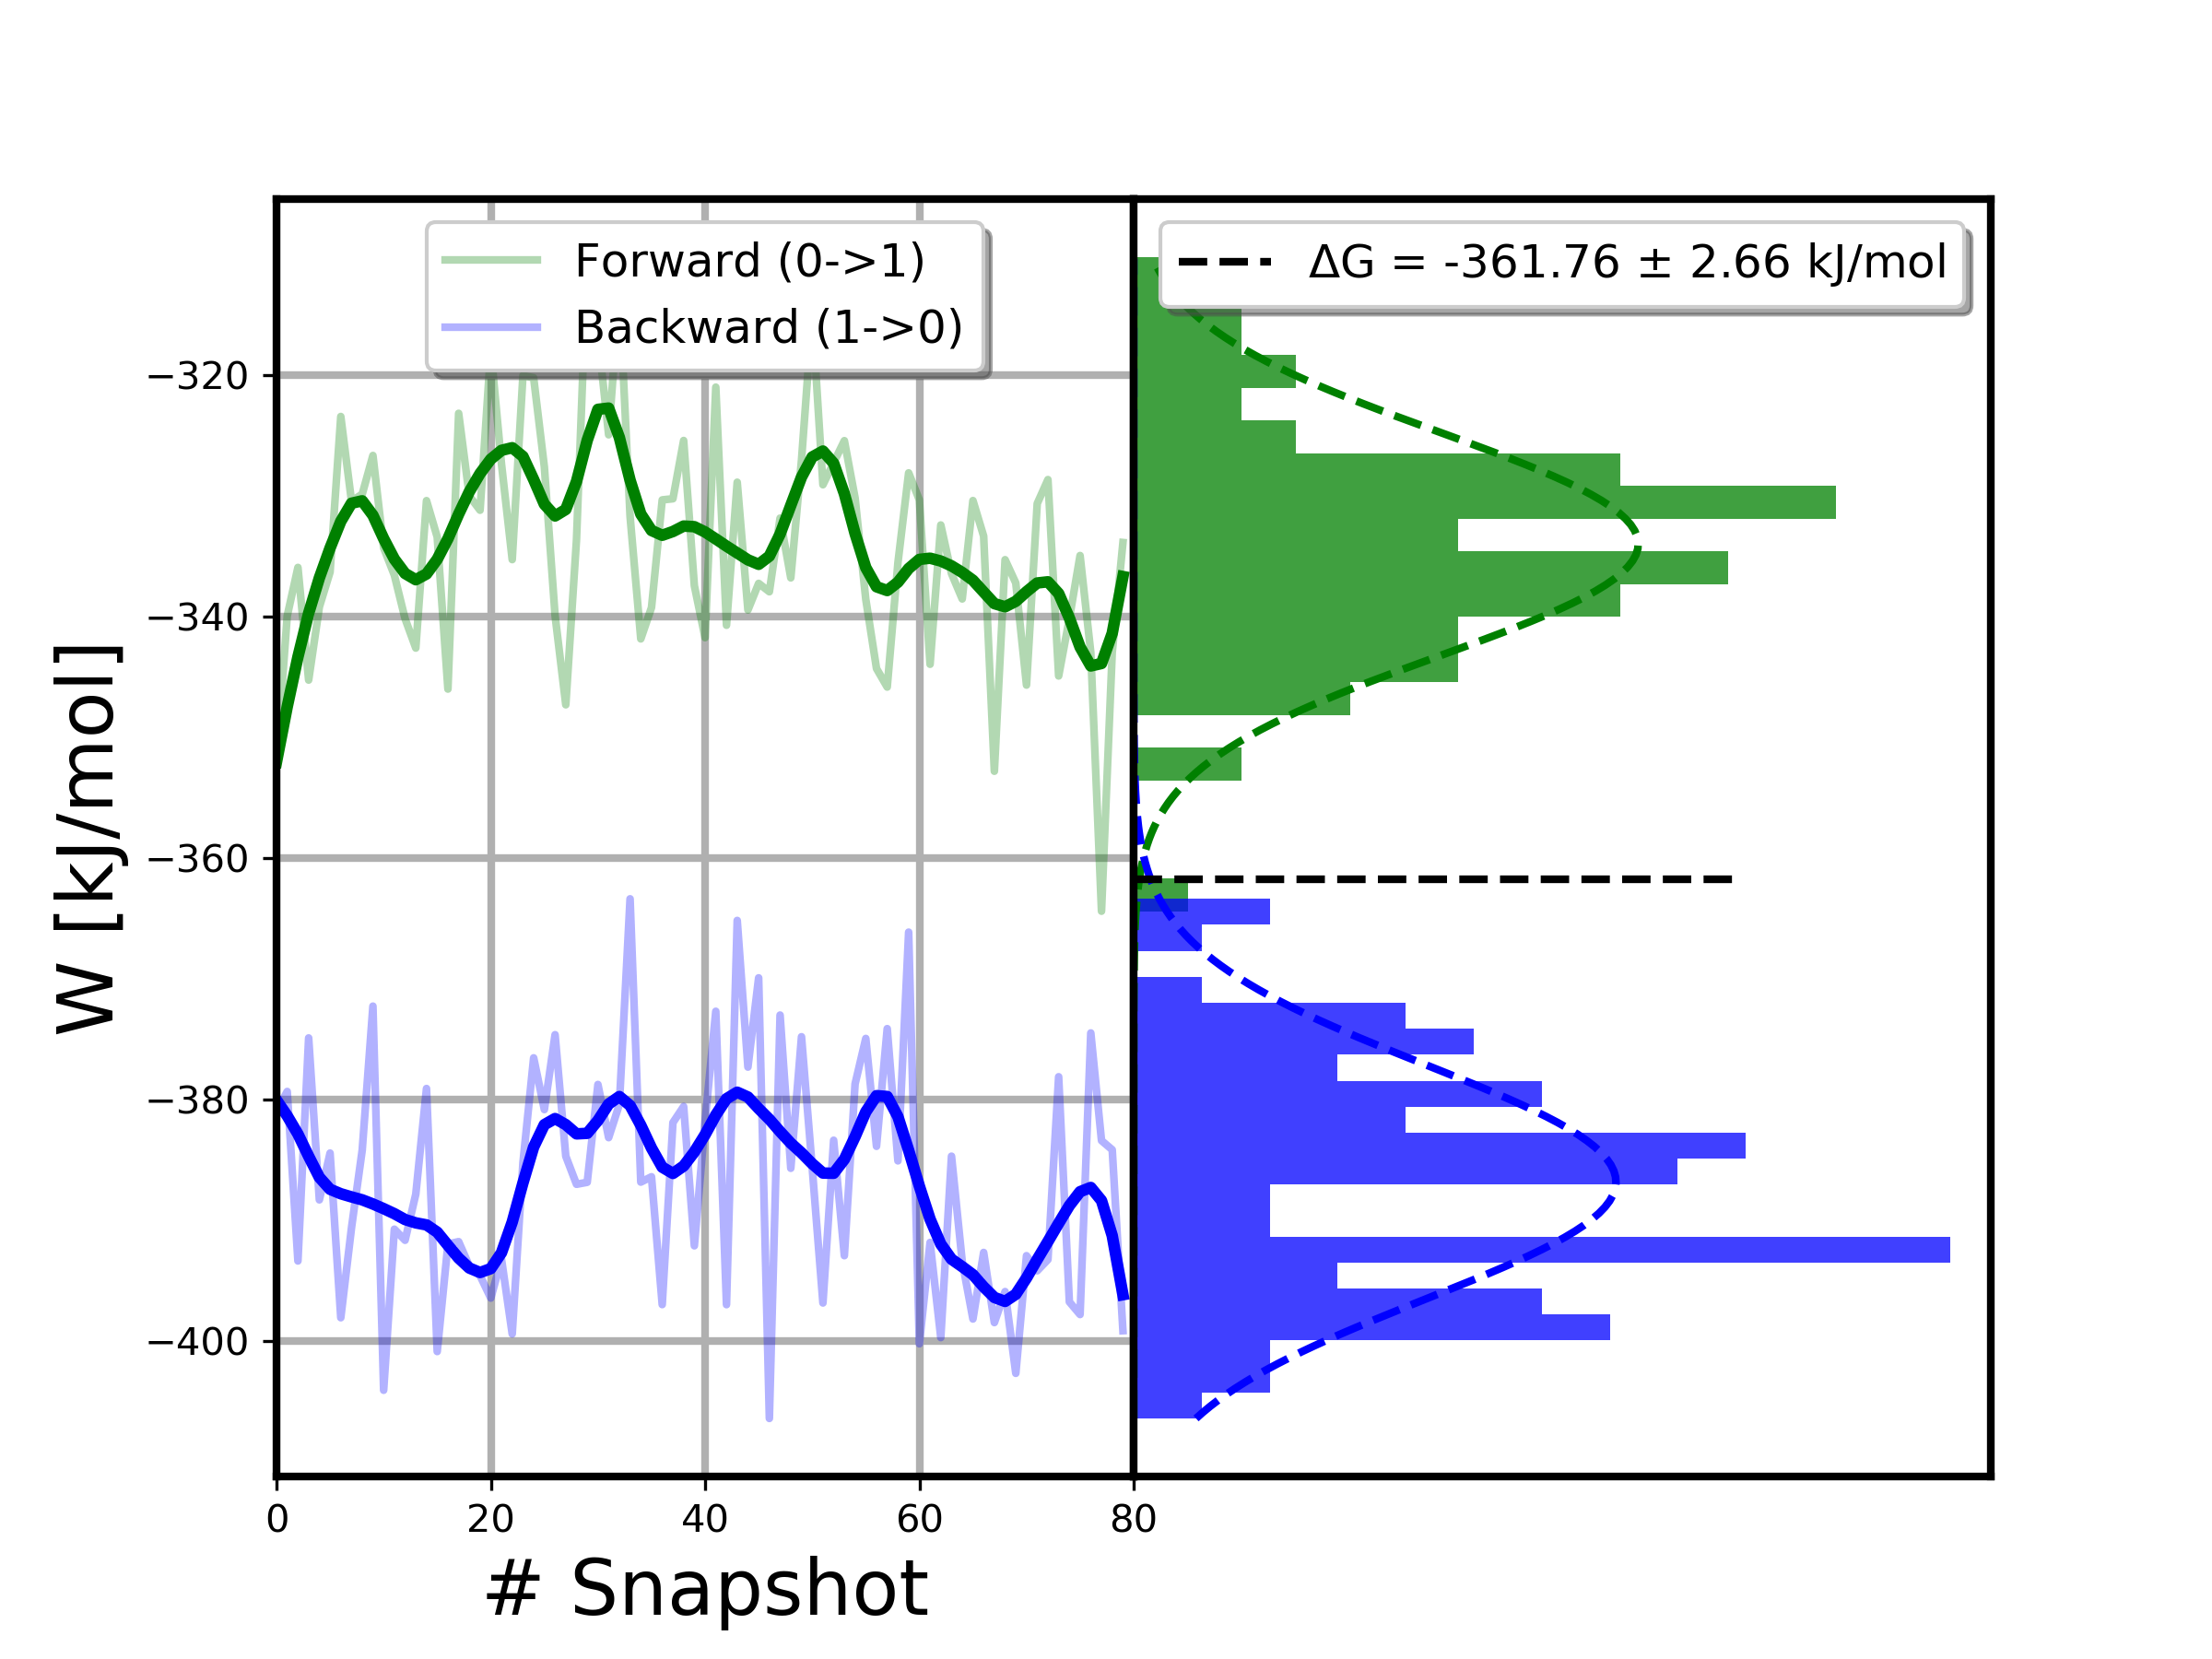 Forward (0->1)
Backward (1->0)
ΔG = -361.76 ± 2.66 kJ/mol
W [kJ/mol]
−320
−340
−360
−380
−400
0 20 40 60 80
# Snapshot